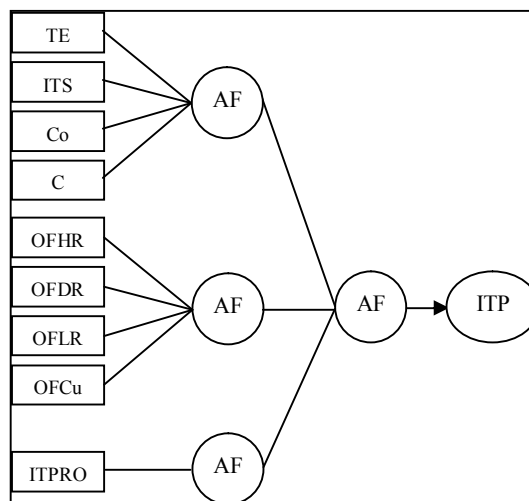 TE
ITS
Co
C
AF
OFHR
OFDR
OFLR
OFCu
AF
AF
ITP
ITPRO
AF